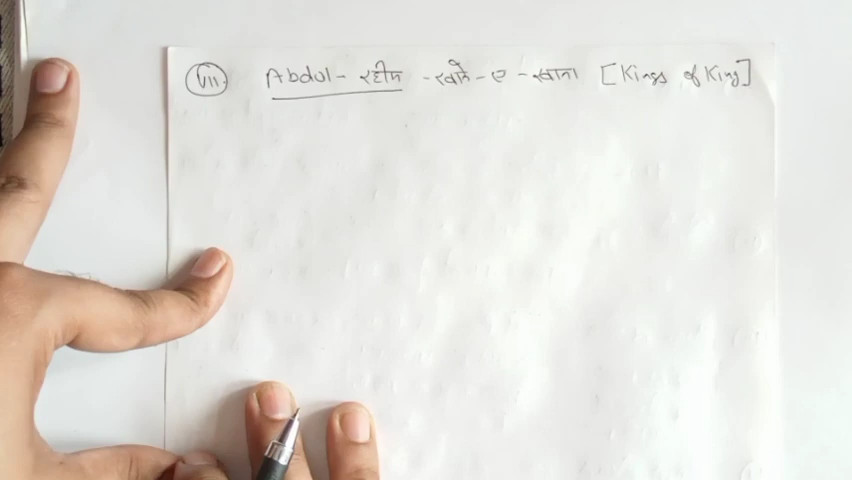 VII. Abdul- रहीम -खाने - ए - खाना [Kings of King]